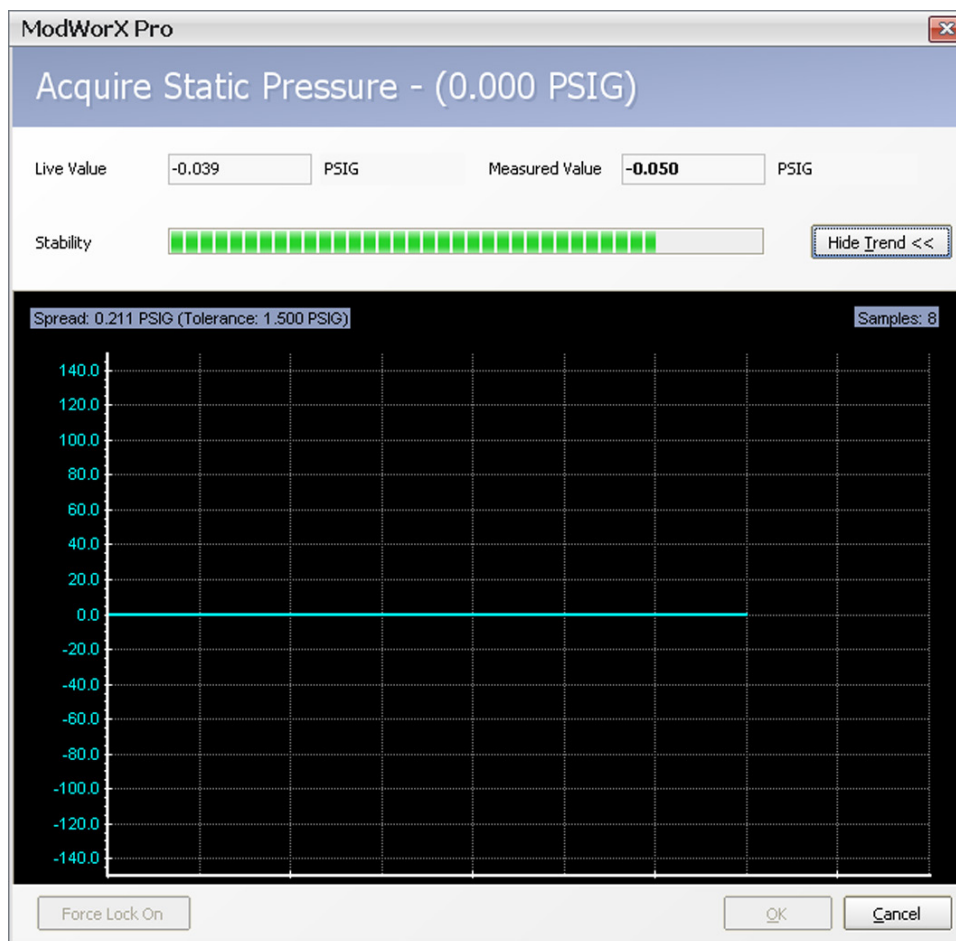 ModWorX Pro
Acquire Static Pressure - (0.000 PSIG)
Live Value -0.039 PSIG Measured Value -0.050 PSIG
Stability Hide Trend <<
Spread: 0.211 PSIG (Tolerance: 1.500 PSIG) Samples: 8
140.0
120.0
100.0
80.0
60.0
40.0
20.0
0.0
-20.0
-40.0
-60.0
-80.0
-100.0
-120.0
-140.0
Force Lock On OK Cancel